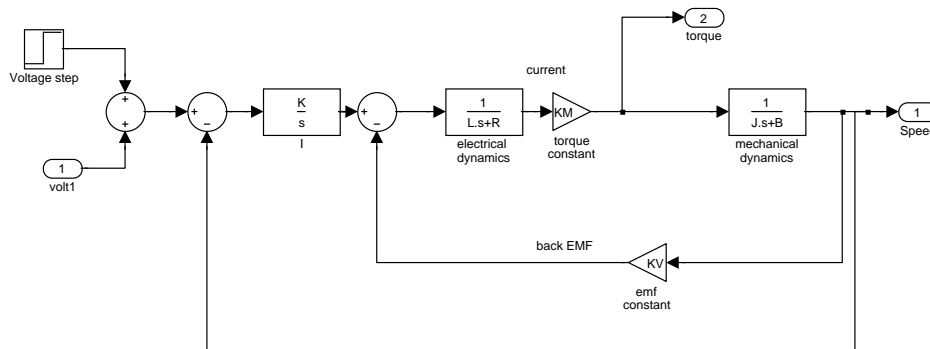 2
torque
Voltage step
current
+
+
+
−
K
s
I
+
−
1
L.s+R
electrical
dynamics
KM
torque
constant
1
J.s+B
mechanical
dynamics
1
Speed
1
volt1
back EMF
KV
emf
constant